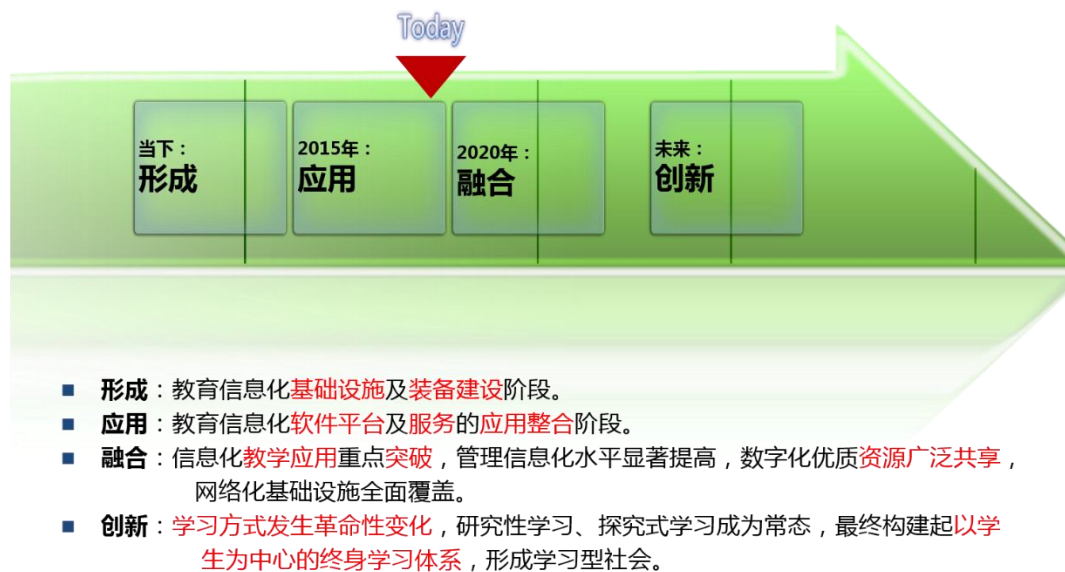 Today
当下：
形成
2015年：
应用
2020年：
融合
未来：
创新
■ 形成：教育信息化基础设施及装备建设阶段。
■ 应用：教育信息化软件平台及服务的应用整合阶段。
■ 融合：信息化教学应用重点突破，管理信息化水平显著提高，数字化优质资源广泛共享，
网络化基础设施全面覆盖。
■ 创新：学习方式发生革命性变化，研究性学习、探究式学习成为常态，最终构建起以学
生为中心的终身学习体系，形成学习型社会。